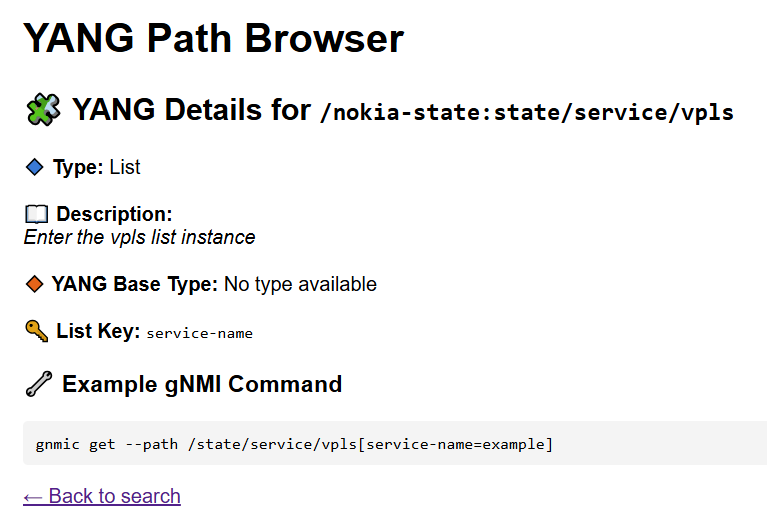 YANG Path Browser
YANG Details for /nokia-state:state/service/vpls
Type: List
Description:
Enter the vpls list instance
YANG Base Type: No type available
List Key: service-name
Example gNMI Command
gnmic get --path /state/service/vpls[service-name=example]
← Back to search